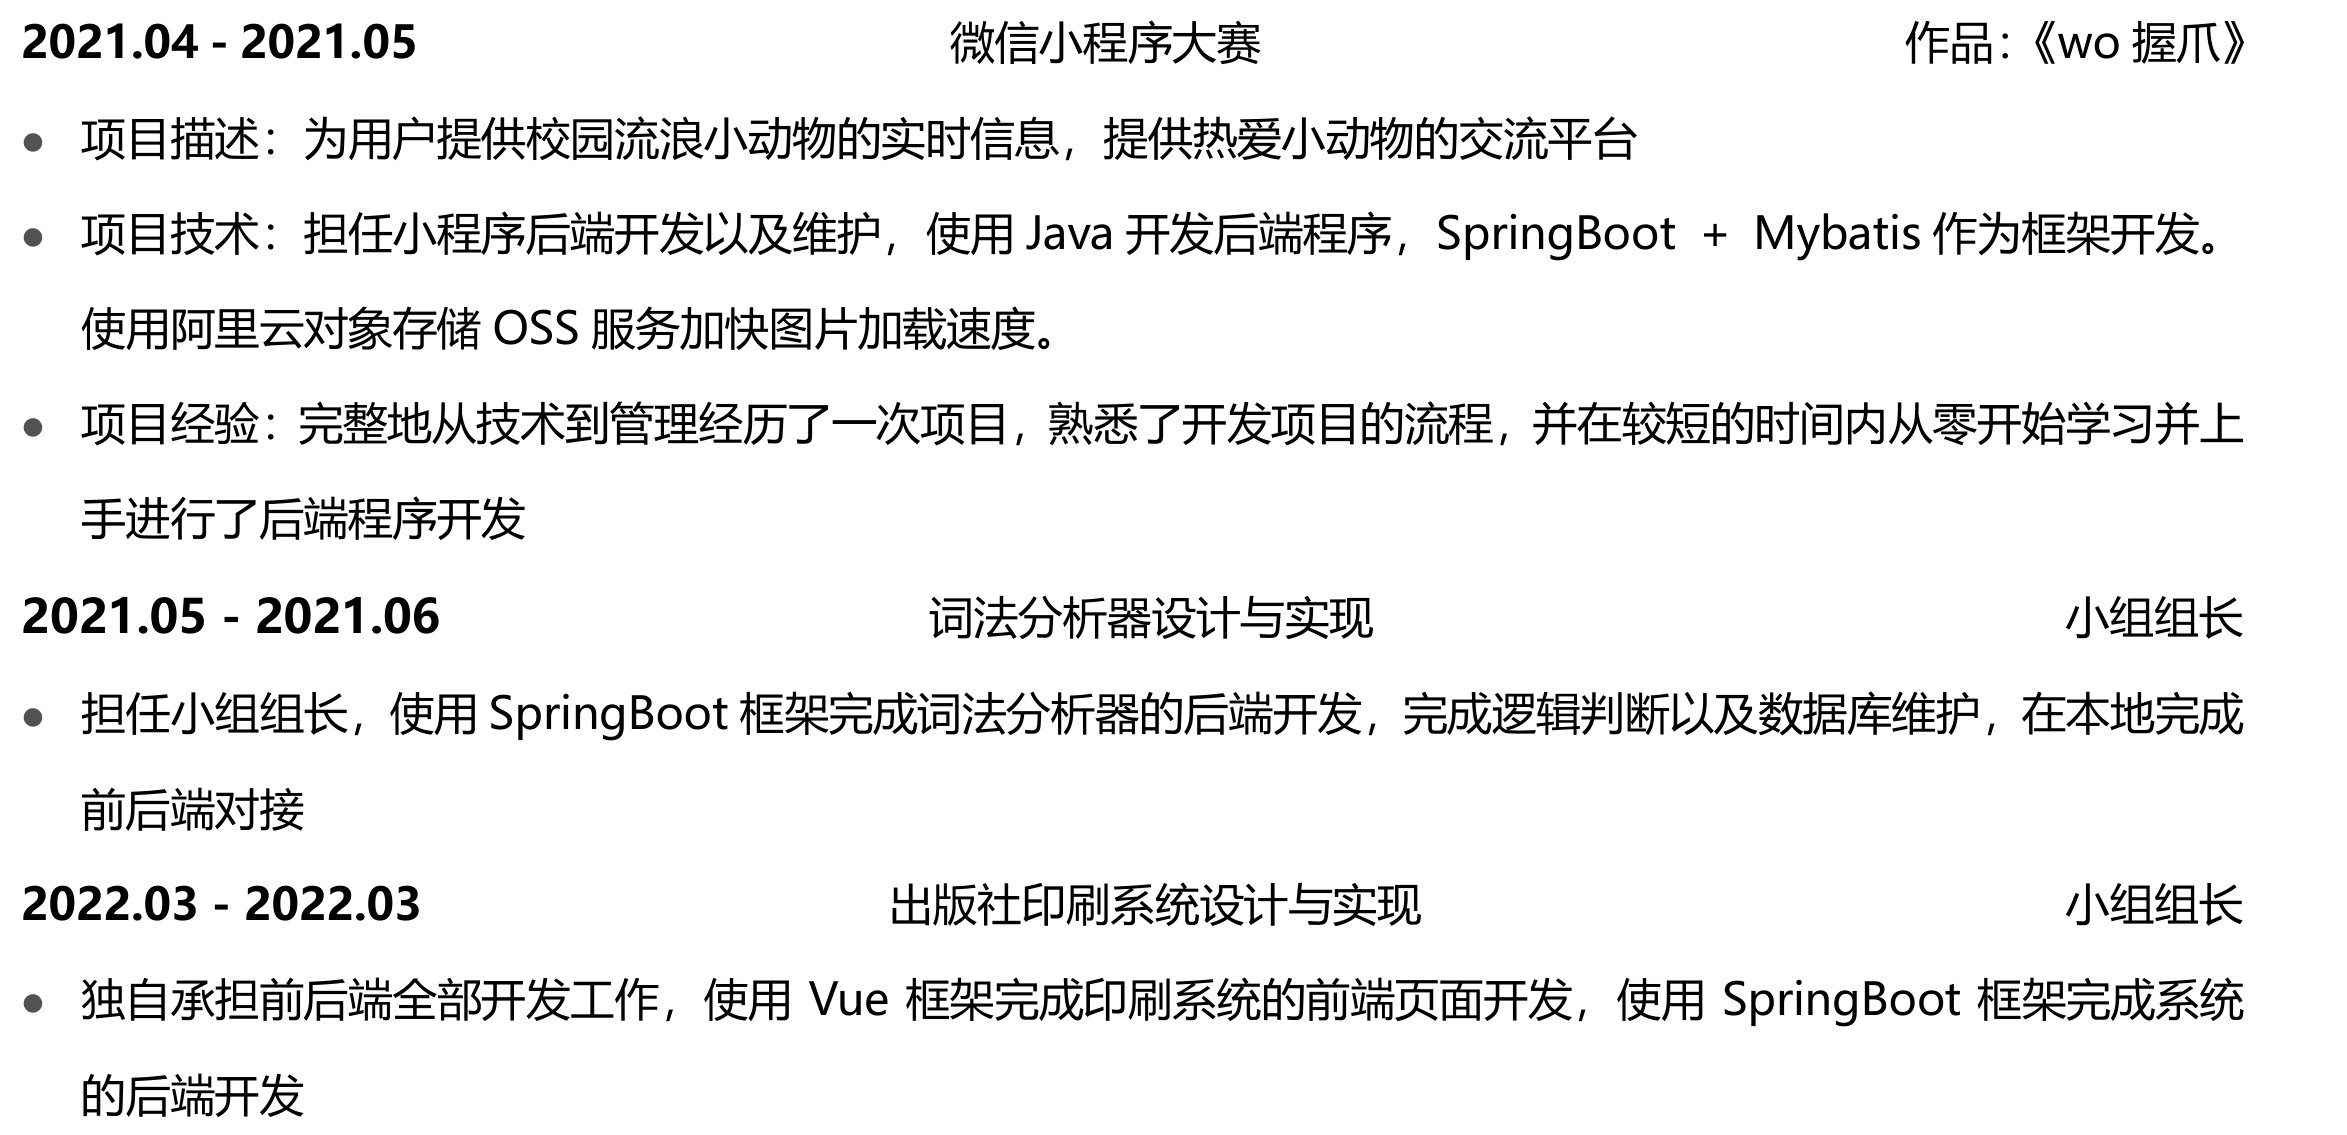 2021.04 - 2021.05 微信小程序大赛 作品：《wo 握爪》
● 项目描述：为用户提供校园流浪小动物的实时信息，提供热爱小动物的交流平台
● 项目技术：担任小程序后端开发以及维护，使用 Java 开发后端程序，SpringBoot + Mybatis 作为框架开发。
使用阿里云对象存储 OSS 服务加快图片加载速度。
● 项目经验：完整地从技术到管理经历了一次项目，熟悉了开发项目的流程，并在较短的时间内从零开始学习并上
手进行了后端程序开发
2021.05 - 2021.06 词法分析器设计与实现 小组组长
● 担任小组组长，使用 SpringBoot 框架完成词法分析器的后端开发，完成逻辑判断以及数据库维护，在本地完成
前后端对接
2022.03 - 2022.03 出版社印刷系统设计与实现 小组组长
● 独自承担前后端全部开发工作，使用 Vue 框架完成印刷系统的前端页面开发，使用 SpringBoot 框架完成系统
的后端开发